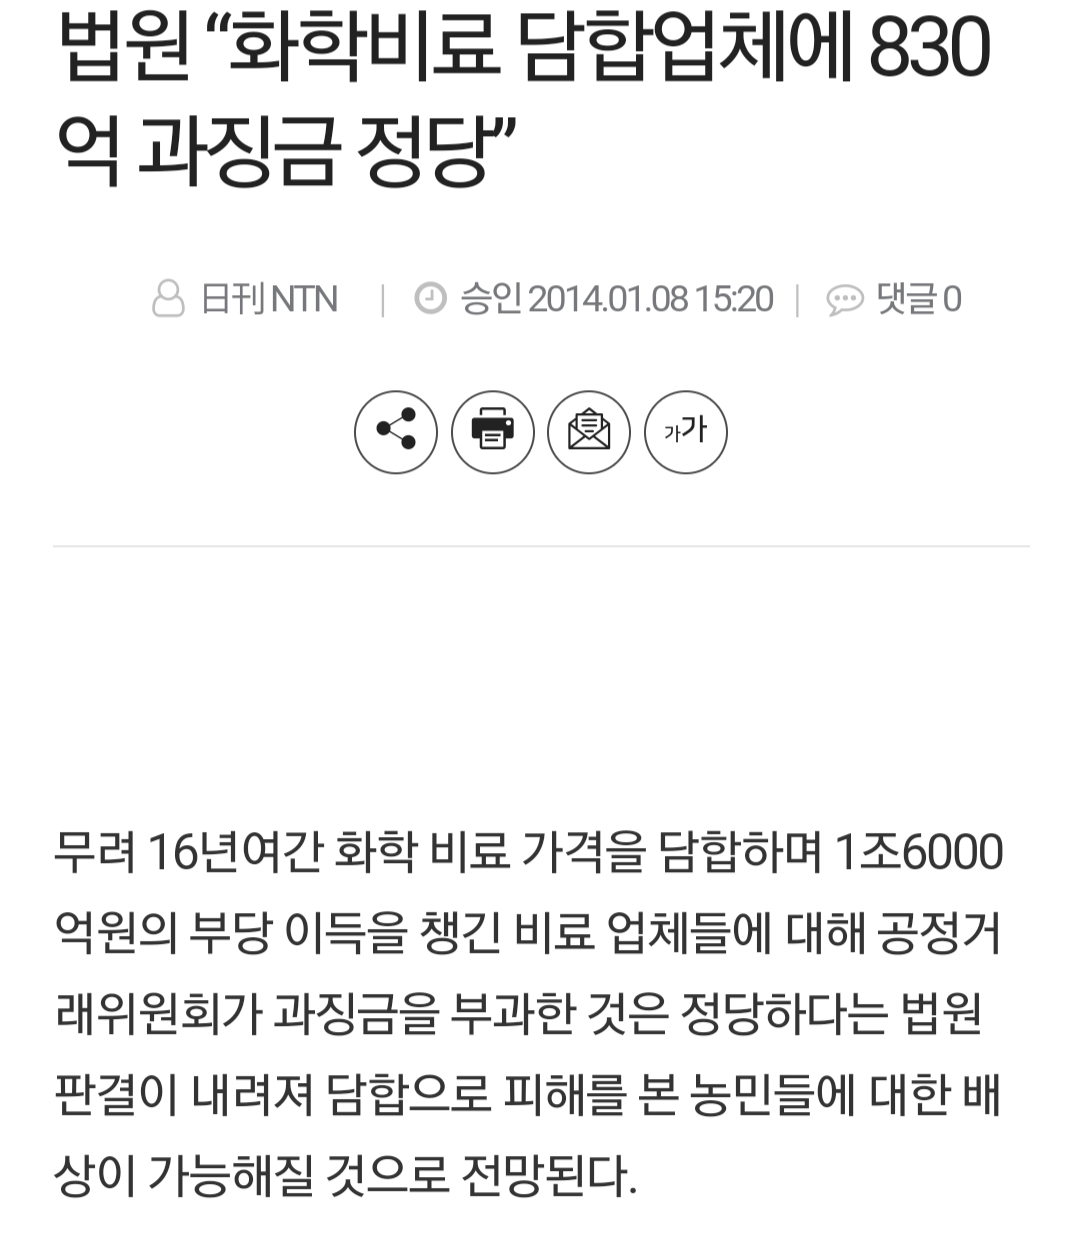 법원 “화학비료 담합업체에 830
억 과징금 정당”
日刊 NTN | 승인 2014.01.08 15:20 | 댓글 0
가가
무려 16년여간 화학 비료 가격을 담합하며 1조6000
억원의 부당 이득을 챙긴 비료 업체들에 대해 공정거
래위원회가 과징금을 부과한 것은 정당하다는 법원
판결이 내려져 담합으로 피해를 본 농민들에 대한 배
상이 가능해질 것으로 전망된다.